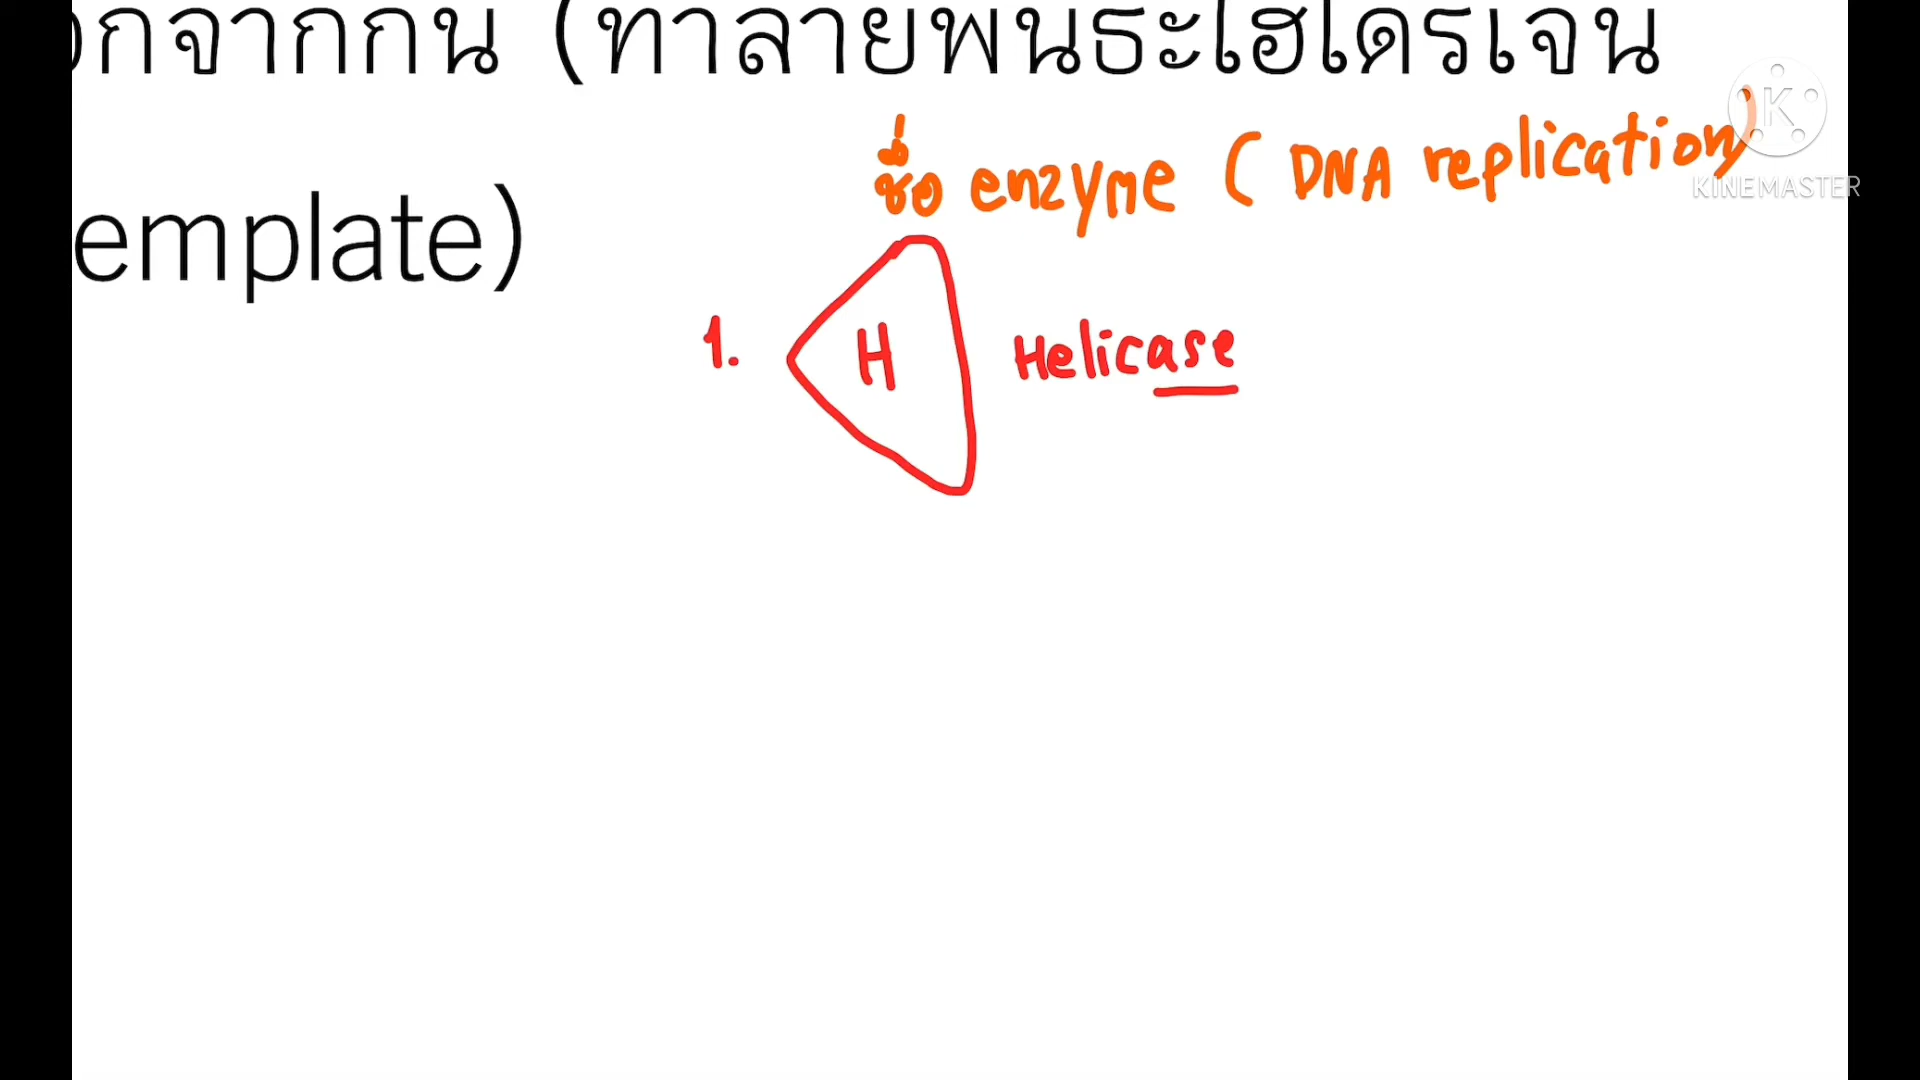 อกจากกัน (ทำลายพันธะไฮโดรเจน
emplate)
ชื่อ enzyme ( DNA replication)
KINEMASTER
1. H Helicase